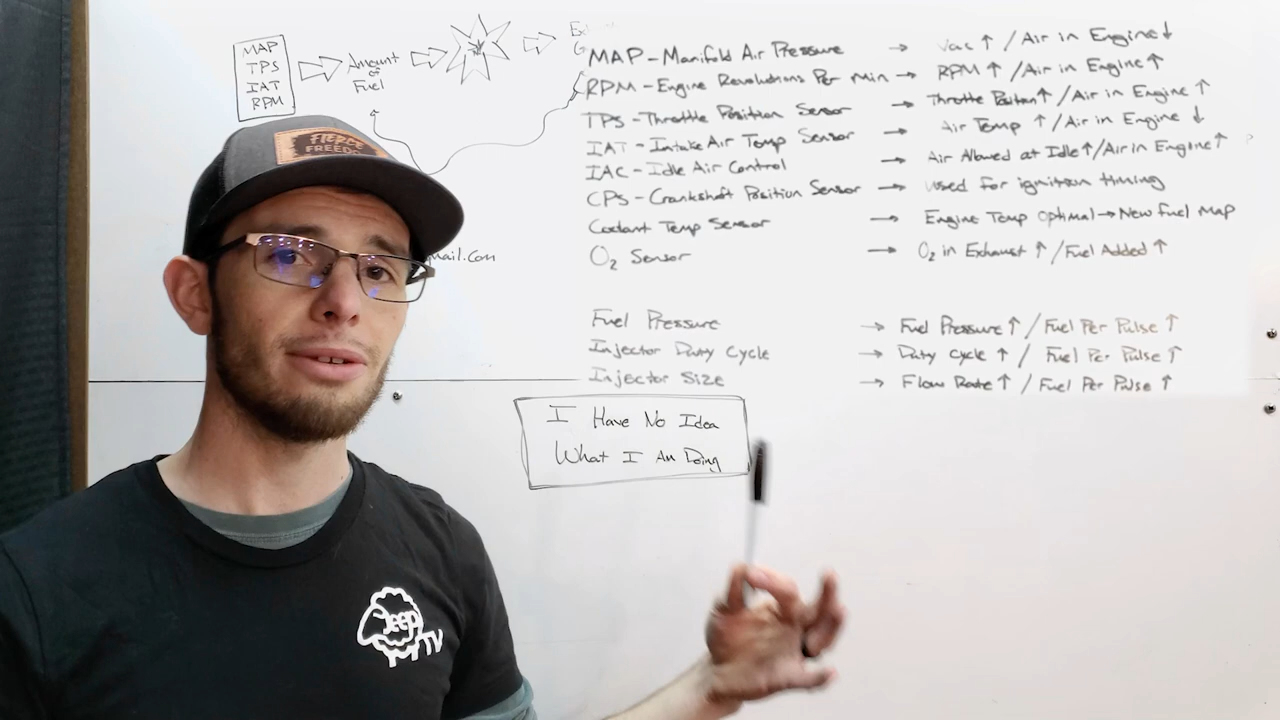 MAP
TPS
IAT
RPM
Amount
of
Fuel
MAP - Manifold Air Pressure → Vac ↑ / Air in Engine ↓
RPM - Engine Revolutions Per Min → RPM ↑ / Air in Engine ↑
TPS - Throttle Position Sensor → Throttle Position ↑ / Air in Engine ↑
IAT - Intake Air Temp Sensor → Air Temp ↑ / Air in Engine ↓
IAC - Idle Air Control → Air Allowed at Idle ↑ / Air in Engine ↑
CPS - Crankshaft Position Sensor → used for ignition timing
Coolant Temp Sensor → Engine Temp Optimal → New Fuel Map
O₂ Sensor → O₂ in Exhaust ↑ / Fuel Added ↑
Fuel Pressure → Fuel Pressure ↑ / Fuel Per Pulse ↑
Injector Duty Cycle → Duty Cycle ↑ / Fuel Per Pulse ↑
Injector Size → Flow Rate ↑ / Fuel Per Pulse ↑
I Have No Idea
What I Am Doing
mail.com
FIERCE
FREEDO
Jeep
TV